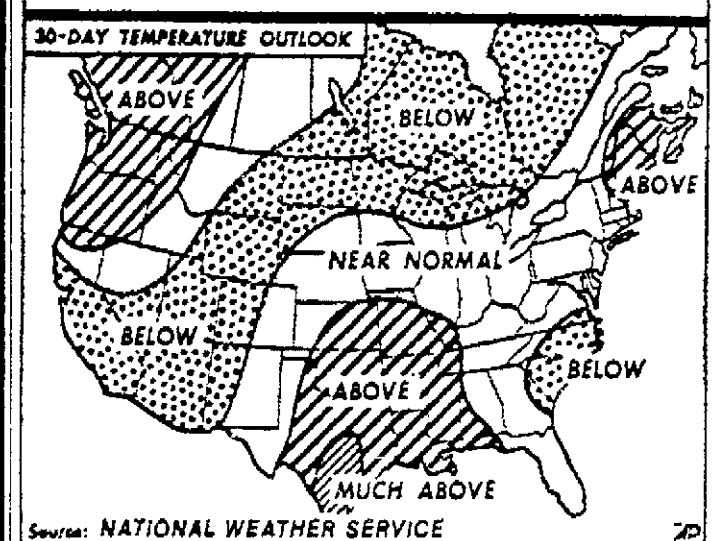 30-DAY TEMPERATURE OUTLOOK
ABOVE
BELOW
ABOVE
NEAR NORMAL
BELOW
BELOW
ABOVE
MUCH ABOVE
Source: NATIONAL WEATHER SERVICE
AP